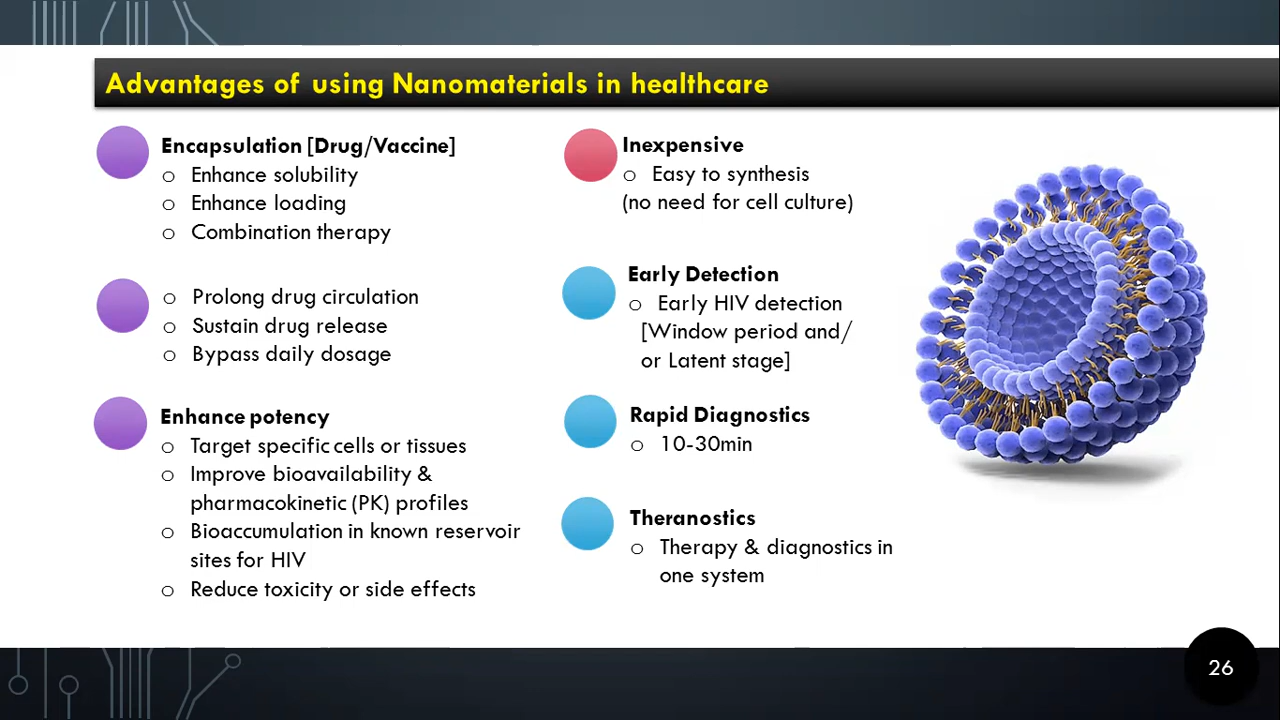 Advantages of using Nanomaterials in healthcare
Encapsulation [Drug/Vaccine]
o Enhance solubility
o Enhance loading
o Combination therapy
o Prolong drug circulation
o Sustain drug release
o Bypass daily dosage
Enhance potency
o Target specific cells or tissues
o Improve bioavailability &
pharmacokinetic (PK) profiles
o Bioaccumulation in known reservoir
sites for HIV
o Reduce toxicity or side effects
Inexpensive
o Easy to synthesis
(no need for cell culture)
Early Detection
o Early HIV detection
[Window period and/
or Latent stage]
Rapid Diagnostics
o 10-30min
Theranostics
o Therapy & diagnostics in
one system
26